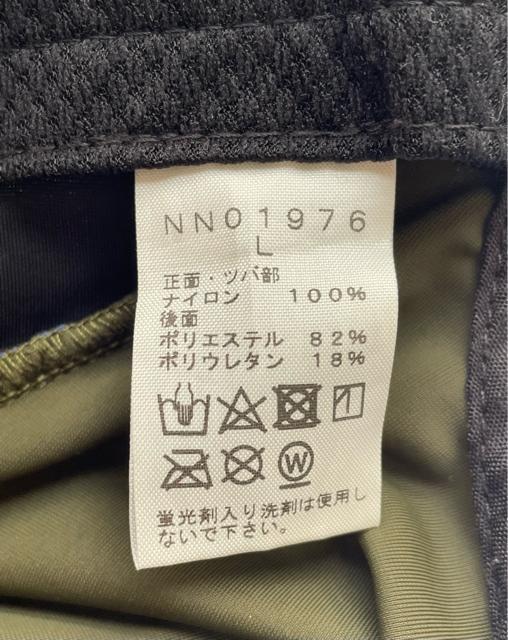 NN01976
L
正面・ツバ部
ナイロン 100%
後面
ポリエステル 82%
ポリウレタン 18%
W
蛍光剤入り洗剤は使用し
ないで下さい。